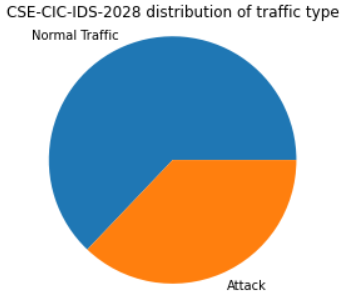 CSE-CIC-IDS-2028 distribution of traffic type
Normal Traffic
Attack